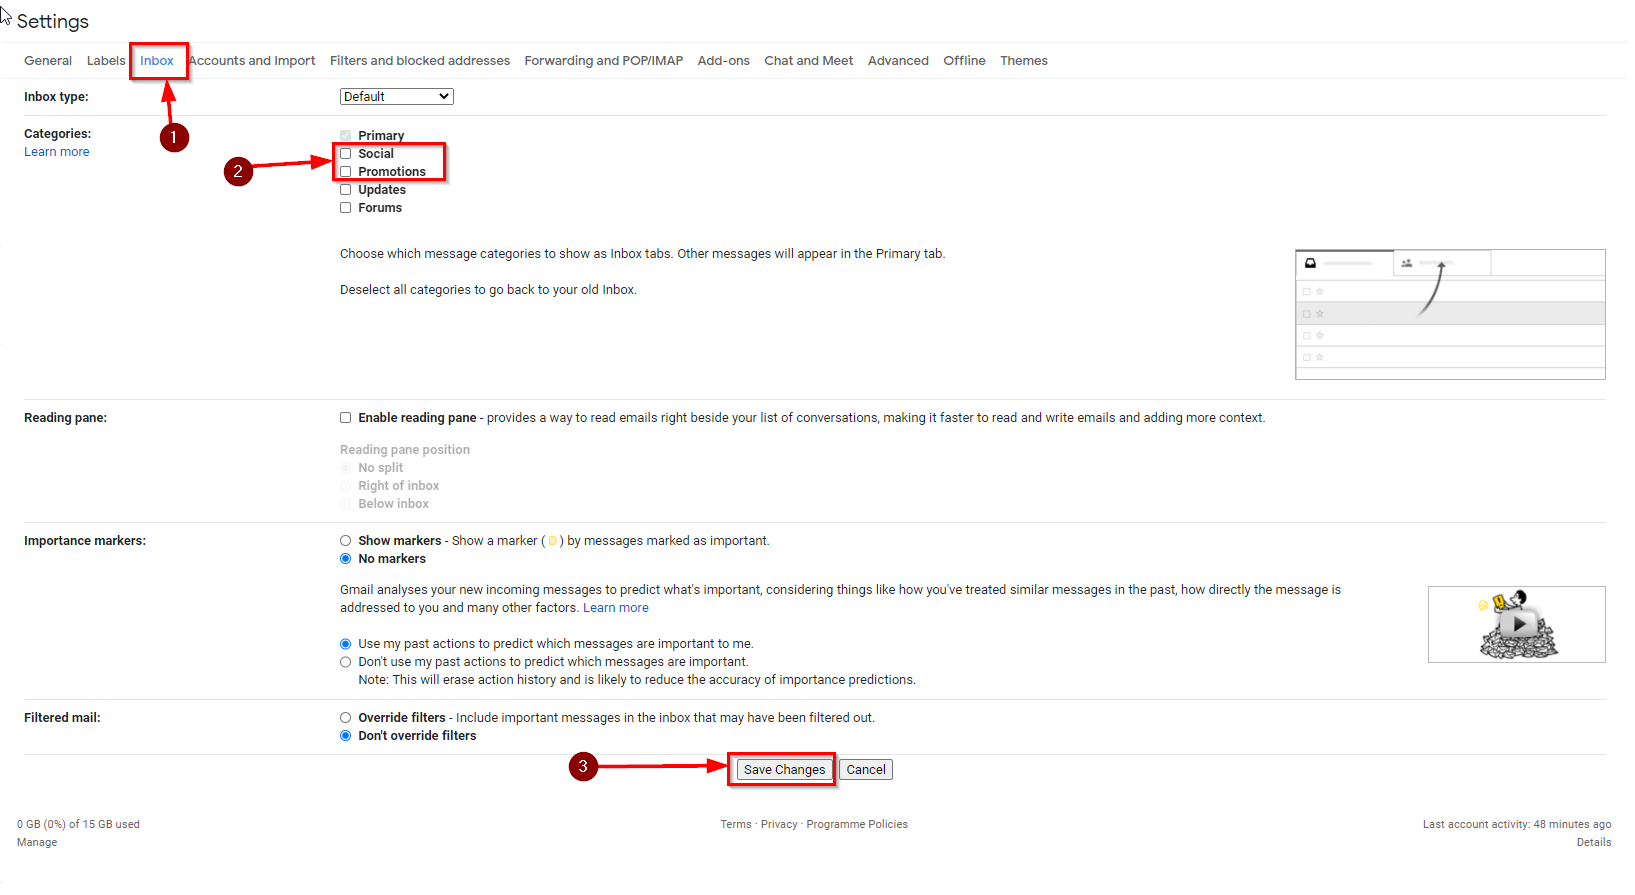 Settings
General Labels Inbox Accounts and Import Filters and blocked addresses Forwarding and POP/IMAP Add-ons Chat and Meet Advanced Offline Themes
1
Inbox type: Default
Categories:
Learn more
2
Primary
Social
Promotions
Updates
Forums
Choose which message categories to show as Inbox tabs. Other messages will appear in the Primary tab.
Deselect all categories to go back to your old Inbox.
Reading pane: Enable reading pane - provides a way to read emails right beside your list of conversations, making it faster to read and write emails and adding more context.
Reading pane position
No split
Right of inbox
Below inbox
Importance markers: Show markers - Show a marker ( ) by messages marked as important.
No markers
Gmail analyses your new incoming messages to predict what's important, considering things like how you've treated similar messages in the past, how directly the message is
addressed to you and many other factors. Learn more
Use my past actions to predict which messages are important to me.
Don't use my past actions to predict which messages are important.
Note: This will erase action history and is likely to reduce the accuracy of importance predictions.
Filtered mail: Override filters - Include important messages in the inbox that may have been filtered out.
Don't override filters
3 Save Changes Cancel
0 GB (0%) of 15 GB used Terms · Privacy · Programme Policies Last account activity: 48 minutes ago
Manage Details